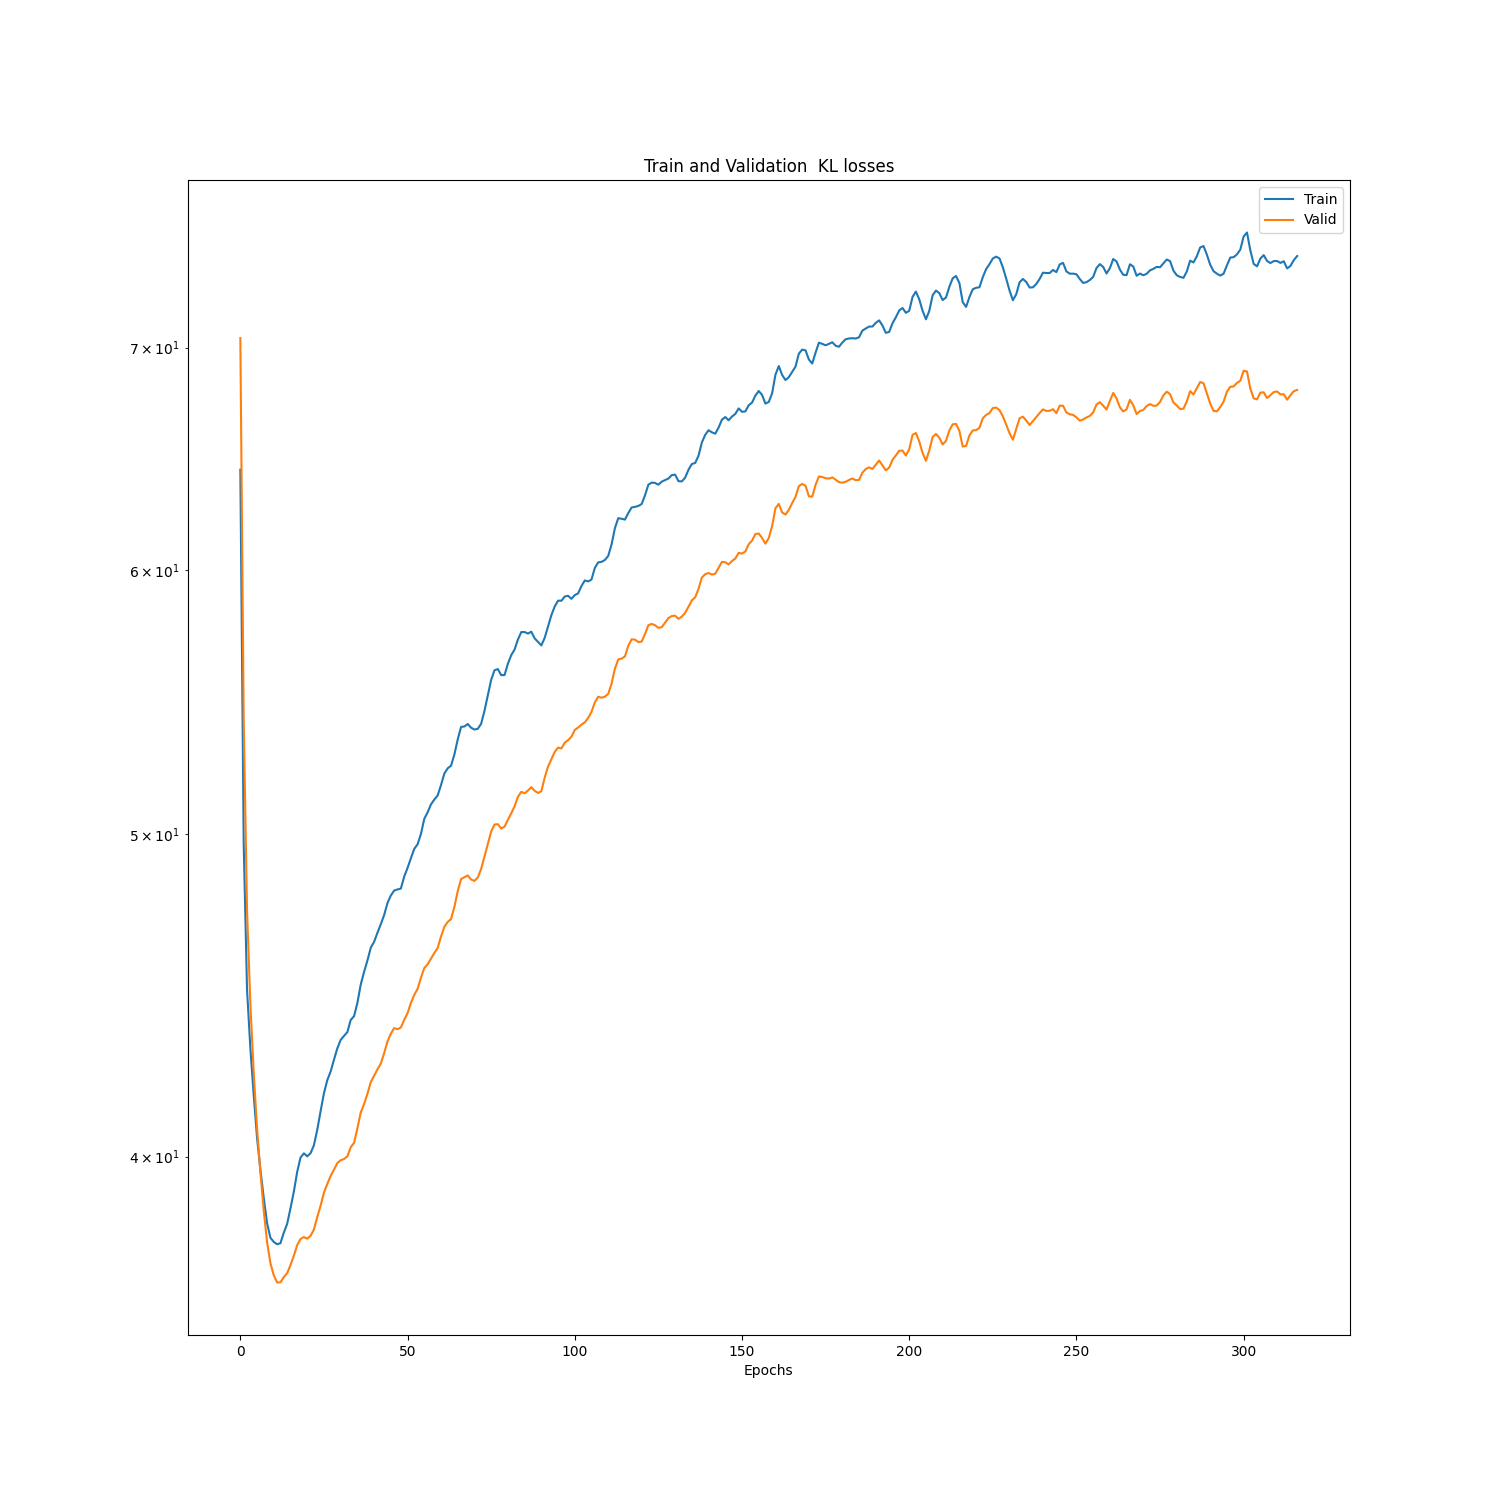 Train and Validation  KL losses
Train
Valid
7 × 10¹
6 × 10¹
5 × 10¹
4 × 10¹
0 50 100 150 200 250 300
Epochs